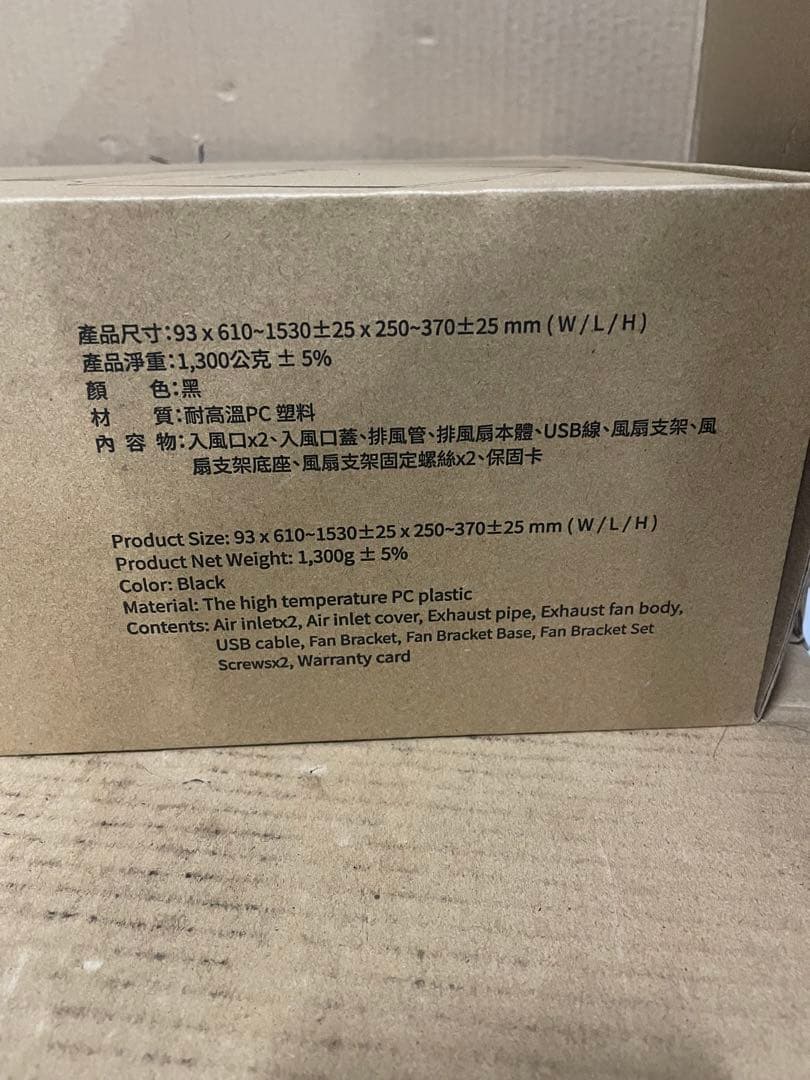 產品尺寸:93 x 610~1530±25 x 250~370±25 mm ( W / L / H )
產品淨重:1,300公克 ± 5%
顏 色:黑
材 質:耐高溫PC 塑料
內 容 物:入風口x2、入風口蓋、排風管、排風扇本體、USB線、風扇支架、風
扇支架底座、風扇支架固定螺絲x2、保固卡
Product Size: 93 x 610~1530±25 x 250~370±25 mm ( W / L / H )
Product Net Weight: 1,300g ± 5%
Color: Black
Material: The high temperature PC plastic
Contents: Air inletx2, Air inlet cover, Exhaust pipe, Exhaust fan body,
USB cable, Fan Bracket, Fan Bracket Base, Fan Bracket Set
Screwsx2, Warranty card